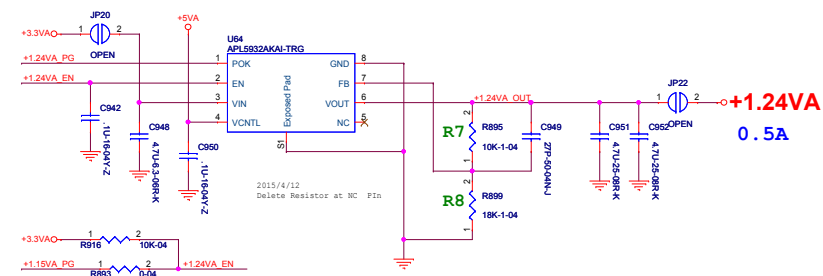 JP20
+3.3VA
1
2
OPEN
+5VA
U64
APL5932AKAI-TRG
+1.24VA_PG
1
POK
GND
8
+1.24VA_EN
2
EN
FB
7
3
VIN
VOUT
6
4
VCNTL
NC
5
Exposed Pad
S1
C942
.1U-16-04Y-Z
C948
4.7U-6.3-06R-K
C950
.1U-16-04Y-Z
2015/4/12
Delete Resistor at NC PIn
+1.24VA_OUT
R7
2
R895
10K-1-04
1
C949
27P-50-04N-J
R8
2
R899
18K-1-04
1
C951
4.7U-25-08R-K
C952
4.7U-25-08R-K
JP22
1
2
OPEN
+1.24VA
0.5A
+3.3VA
1
2
R916
10K-04
+1.15VA_PG
1
2
+1.24VA_EN
R893
0-04